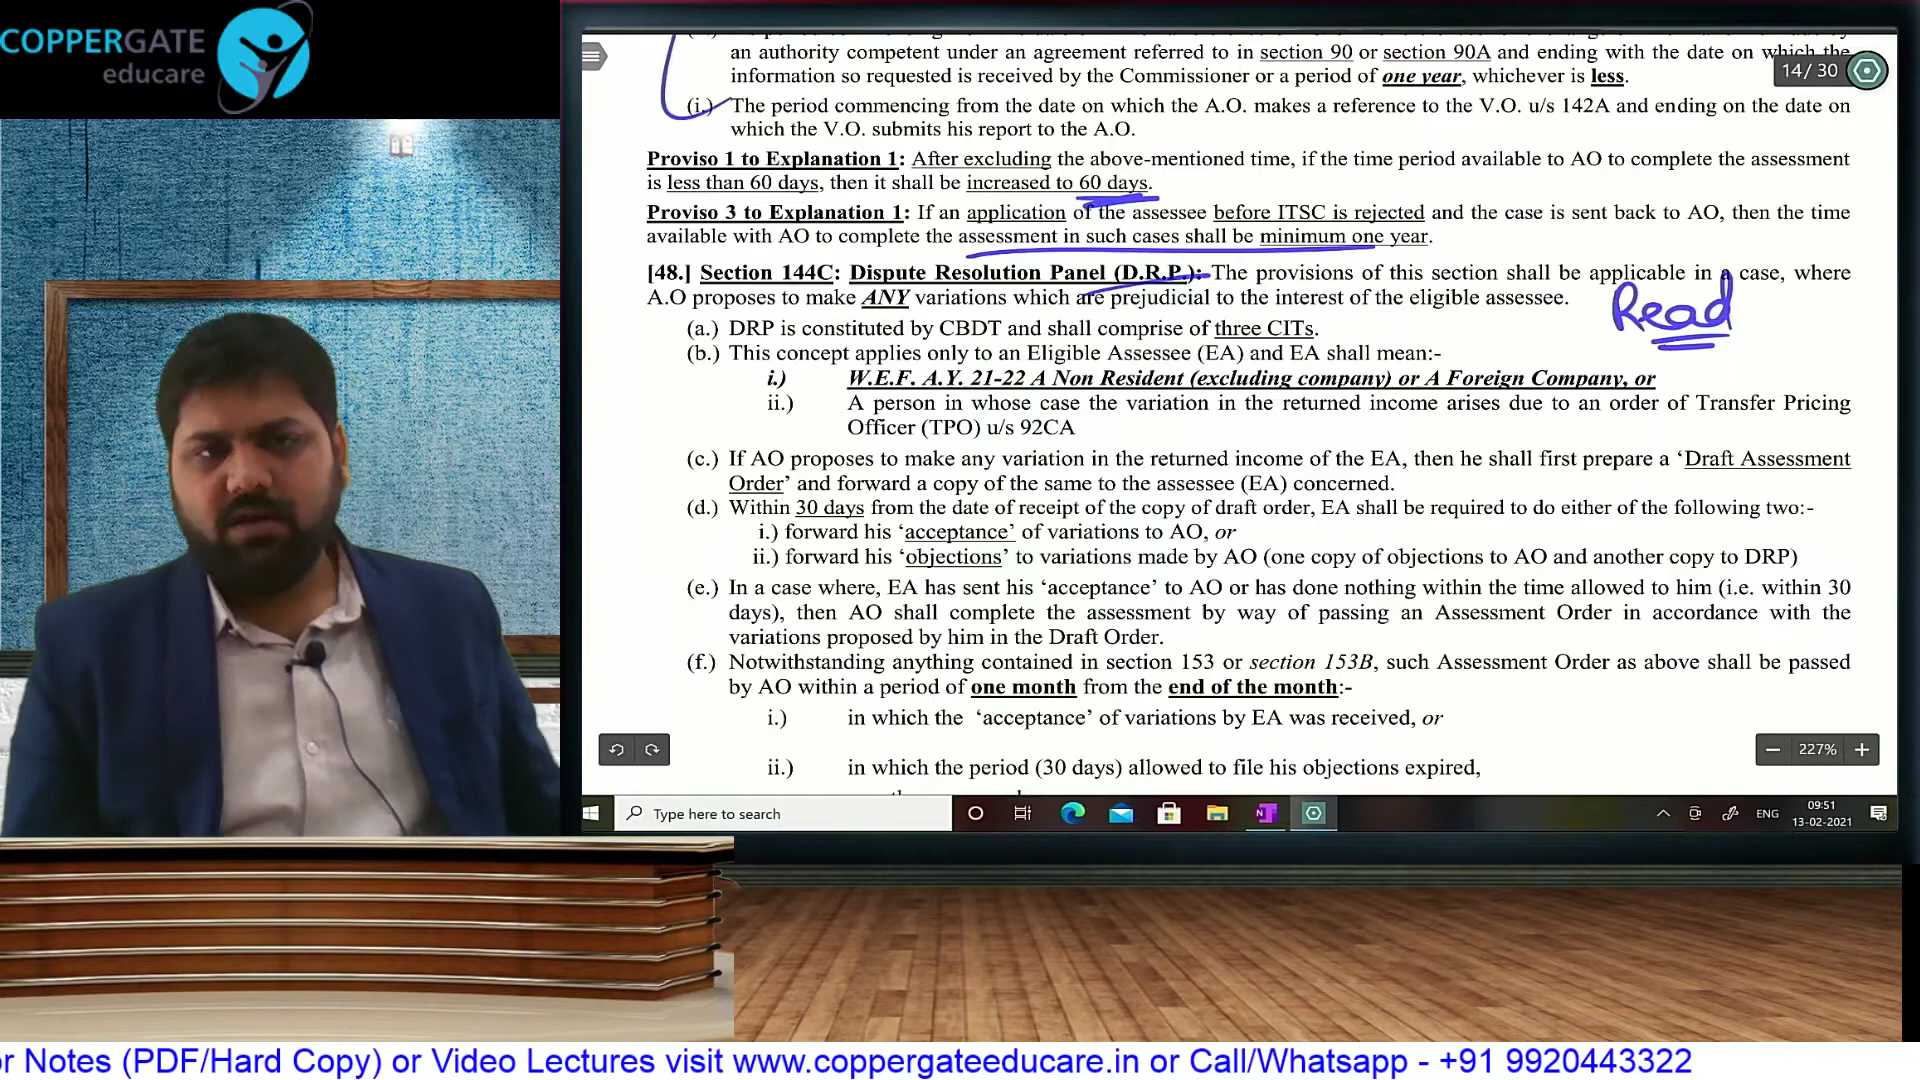 COPPERGATE
educare
an authority competent under an agreement referred to in section 90 or section 90A and ending with the date on which the
information so requested is received by the Commissioner or a period of one year, whichever is less.
14/ 30
(i.) The period commencing from the date on which the A.O. makes a reference to the V.O. u/s 142A and ending on the date on
which the V.O. submits his report to the A.O.
Proviso 1 to Explanation 1: After excluding the above-mentioned time, if the time period available to AO to complete the assessment
is less than 60 days, then it shall be increased to 60 days.
Proviso 3 to Explanation 1: If an application of the assessee before ITSC is rejected and the case is sent back to AO, then the time
available with AO to complete the assessment in such cases shall be minimum one year.
[48.] Section 144C: Dispute Resolution Panel (D.R.P.): The provisions of this section shall be applicable in a case, where
A.O proposes to make ANY variations which are prejudicial to the interest of the eligible assessee.
Read
(a.) DRP is constituted by CBDT and shall comprise of three CITs.
(b.) This concept applies only to an Eligible Assessee (EA) and EA shall mean:-
i.) W.E.F. A.Y. 21-22 A Non Resident (excluding company) or A Foreign Company, or
ii.) A person in whose case the variation in the returned income arises due to an order of Transfer Pricing
Officer (TPO) u/s 92CA
(c.) If AO proposes to make any variation in the returned income of the EA, then he shall first prepare a ‘Draft Assessment
Order’ and forward a copy of the same to the assessee (EA) concerned.
(d.) Within 30 days from the date of receipt of the copy of draft order, EA shall be required to do either of the following two:-
i.) forward his ‘acceptance’ of variations to AO, or
ii.) forward his ‘objections’ to variations made by AO (one copy of objections to AO and another copy to DRP)
(e.) In a case where, EA has sent his ‘acceptance’ to AO or has done nothing within the time allowed to him (i.e. within 30
days), then AO shall complete the assessment by way of passing an Assessment Order in accordance with the
variations proposed by him in the Draft Order.
(f.) Notwithstanding anything contained in section 153 or section 153B, such Assessment Order as above shall be passed
by AO within a period of one month from the end of the month:-
i.) in which the ‘acceptance’ of variations by EA was received, or
227%
ii.) in which the period (30 days) allowed to file his objections expired,
Type here to search
ENG
09:51
13-02-2021
or Notes (PDF/Hard Copy) or Video Lectures visit www.coppergateeducare.in or Call/Whatsapp - +91 9920443322